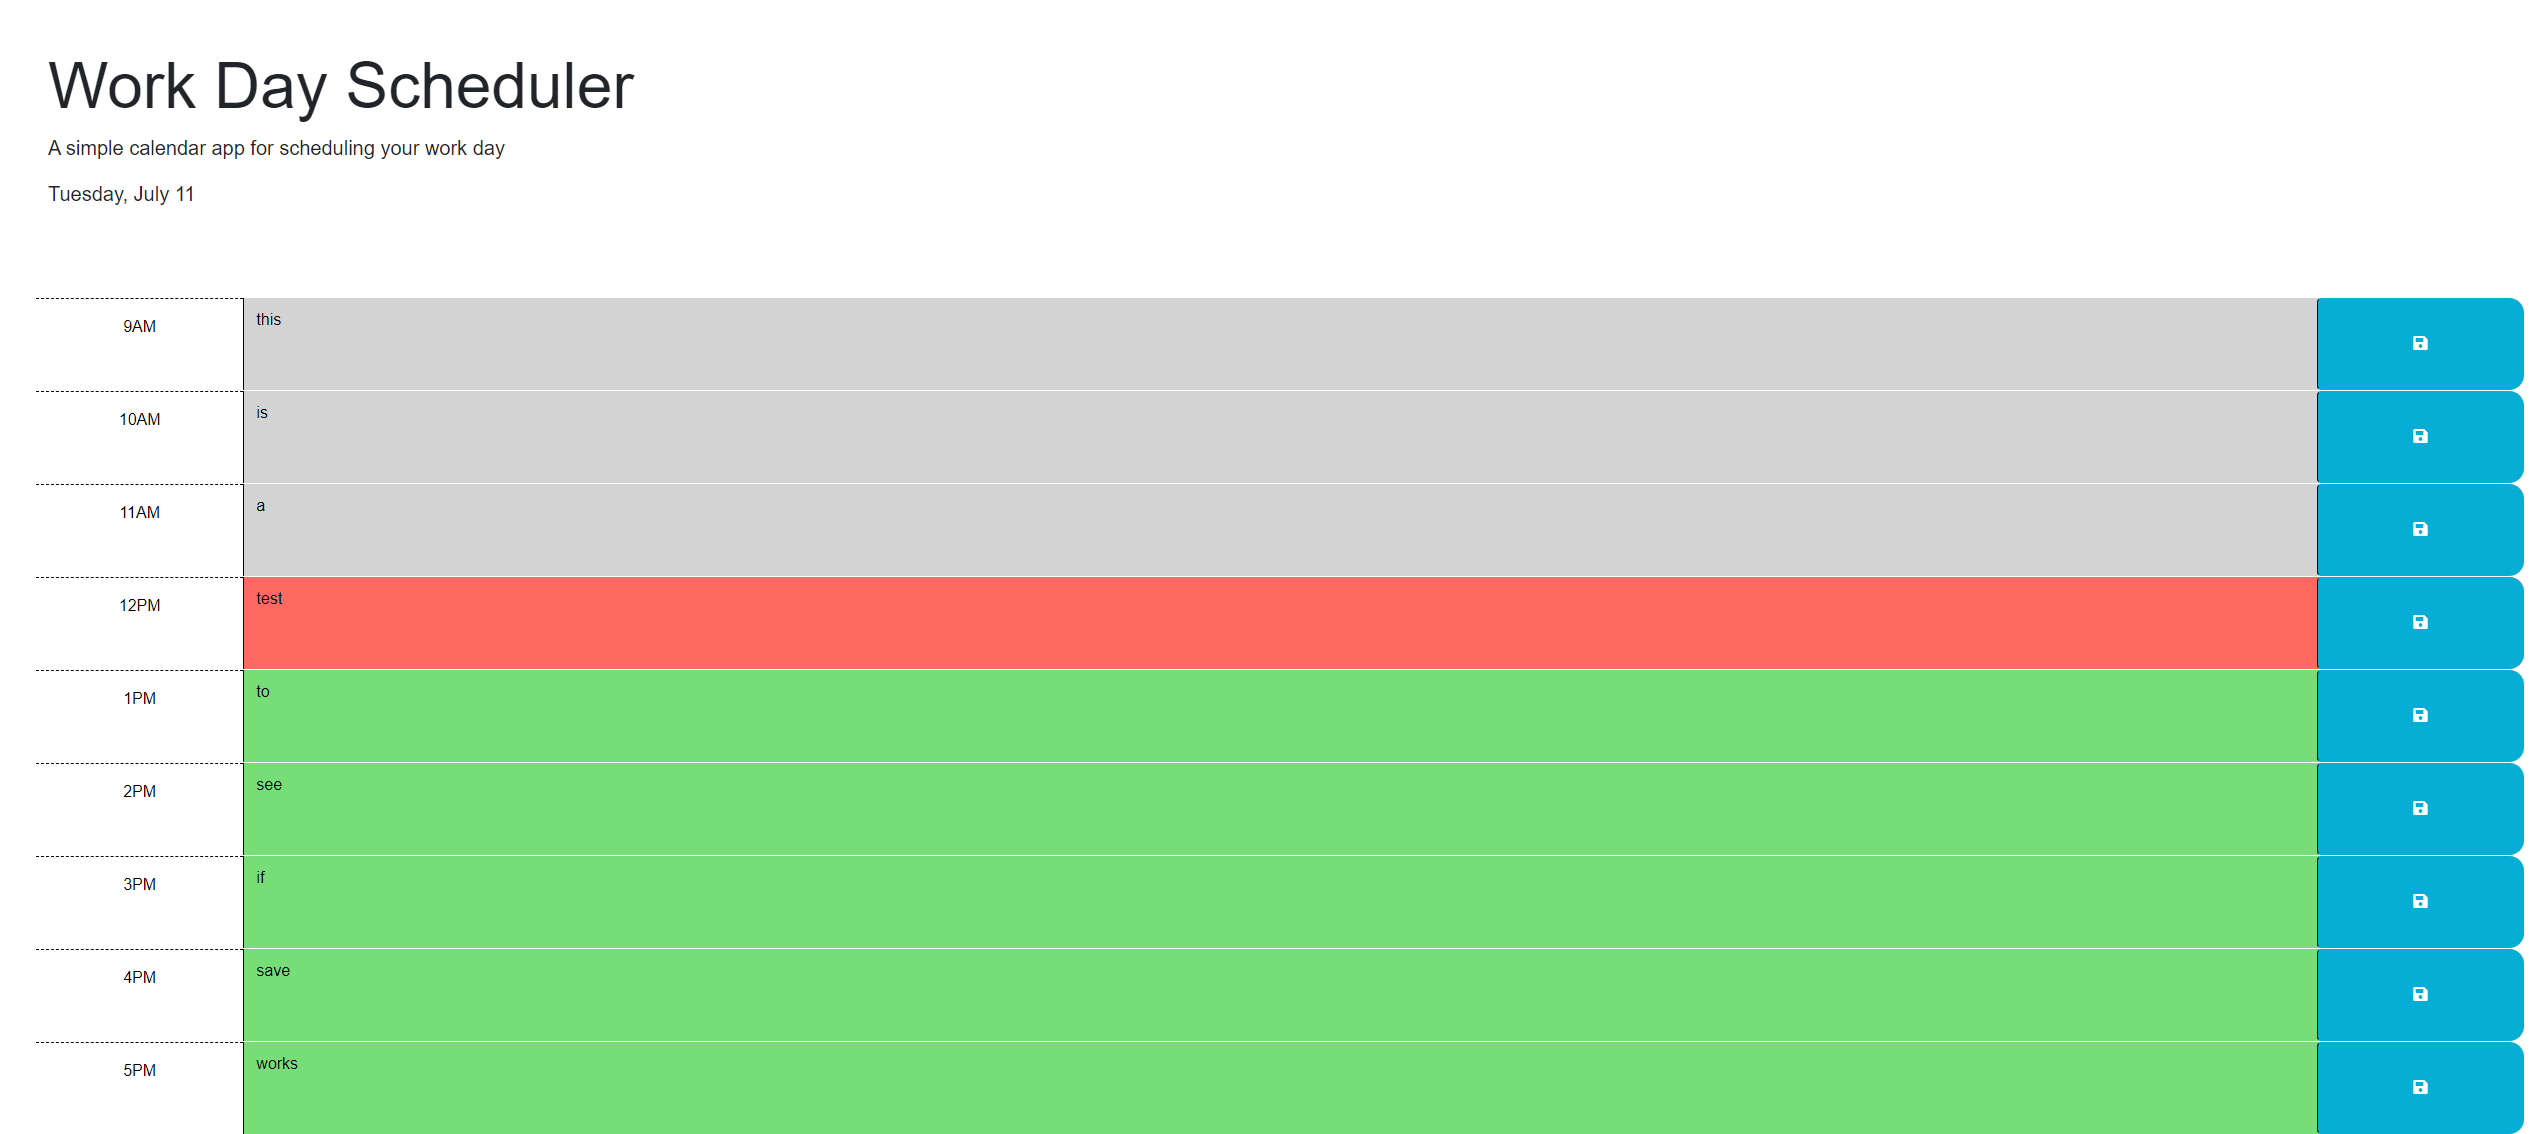 Work Day Scheduler
A simple calendar app for scheduling your work day
Tuesday, July 11
9AM this
10AM is
11AM a
12PM test
1PM to
2PM see
3PM if
4PM save
5PM works